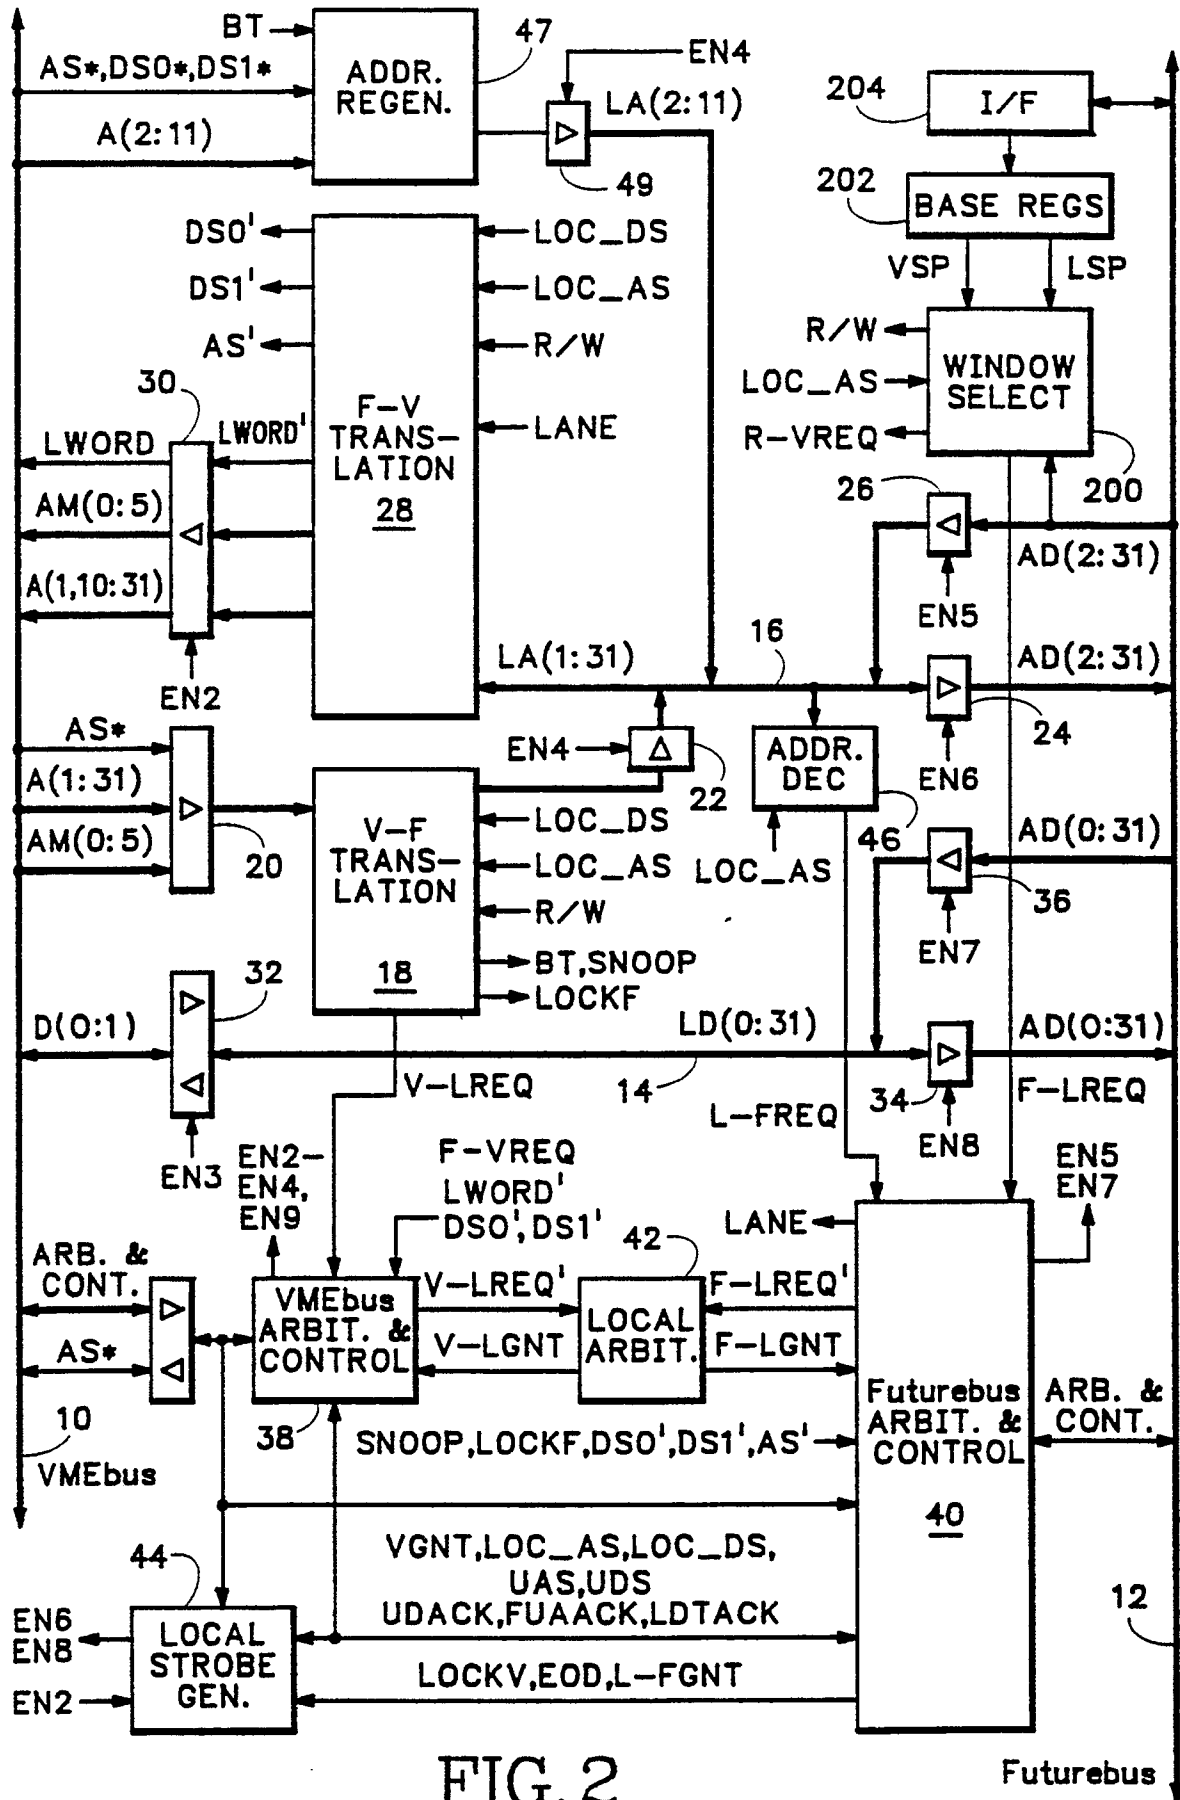 BT
47
EN4
AS*,DS0*,DS1*
ADDR.
REGEN.
LA(2:11)
A(2:11)
49
204
I/F
202
BASE REGS
VSP
LSP
DS0'
LOC_DS
DS1'
LOC_AS
AS'
R/W
R/W
LOC_AS
WINDOW
SELECT
R-VREQ
200
30
F-V
TRANS-
LATION
28
LANE
LWORD
LWORD'
AM(0:5)
A(1,10:31)
EN2
26
AD(2:31)
EN5
LA(1:31)
16
AD(2:31)
24
EN6
AS*
A(1:31)
AM(0:5)
20
EN4
22
ADDR.
DEC
46
LOC_AS
V-F
TRANS-
LATION
18
LOC_DS
LOC_AS
R/W
BT,SNOOP
LOCKF
AD(0:31)
36
EN7
32
D(0:1)
EN3
LD(0:31)
14
AD(0:31)
34
EN8
V-LREQ
L-FREQ
F-LREQ
EN2-
EN4,
EN9
F-VREQ
LWORD'
DS0',DS1'
EN5
EN7
LANE
42
ARB. &
CONT.
AS*
VMEbus
ARBIT. &
CONTROL
38
V-LREQ'
V-LGNT
LOCAL
ARBIT.
F-LREQ'
F-LGNT
Futurebus
ARBIT. &
CONTROL
40
ARB. &
CONT.
10
VMEbus
SNOOP,LOCKF,DS0',DS1',AS'
VGNT,LOC_AS,LOC_DS,
UAS,UDS
UDACK,FUAACK,LDTACK
44
EN6
EN8
EN2
LOCAL
STROBE
GEN.
LOCKV,EOD,L-FGNT
12
Futurebus
FIG.2